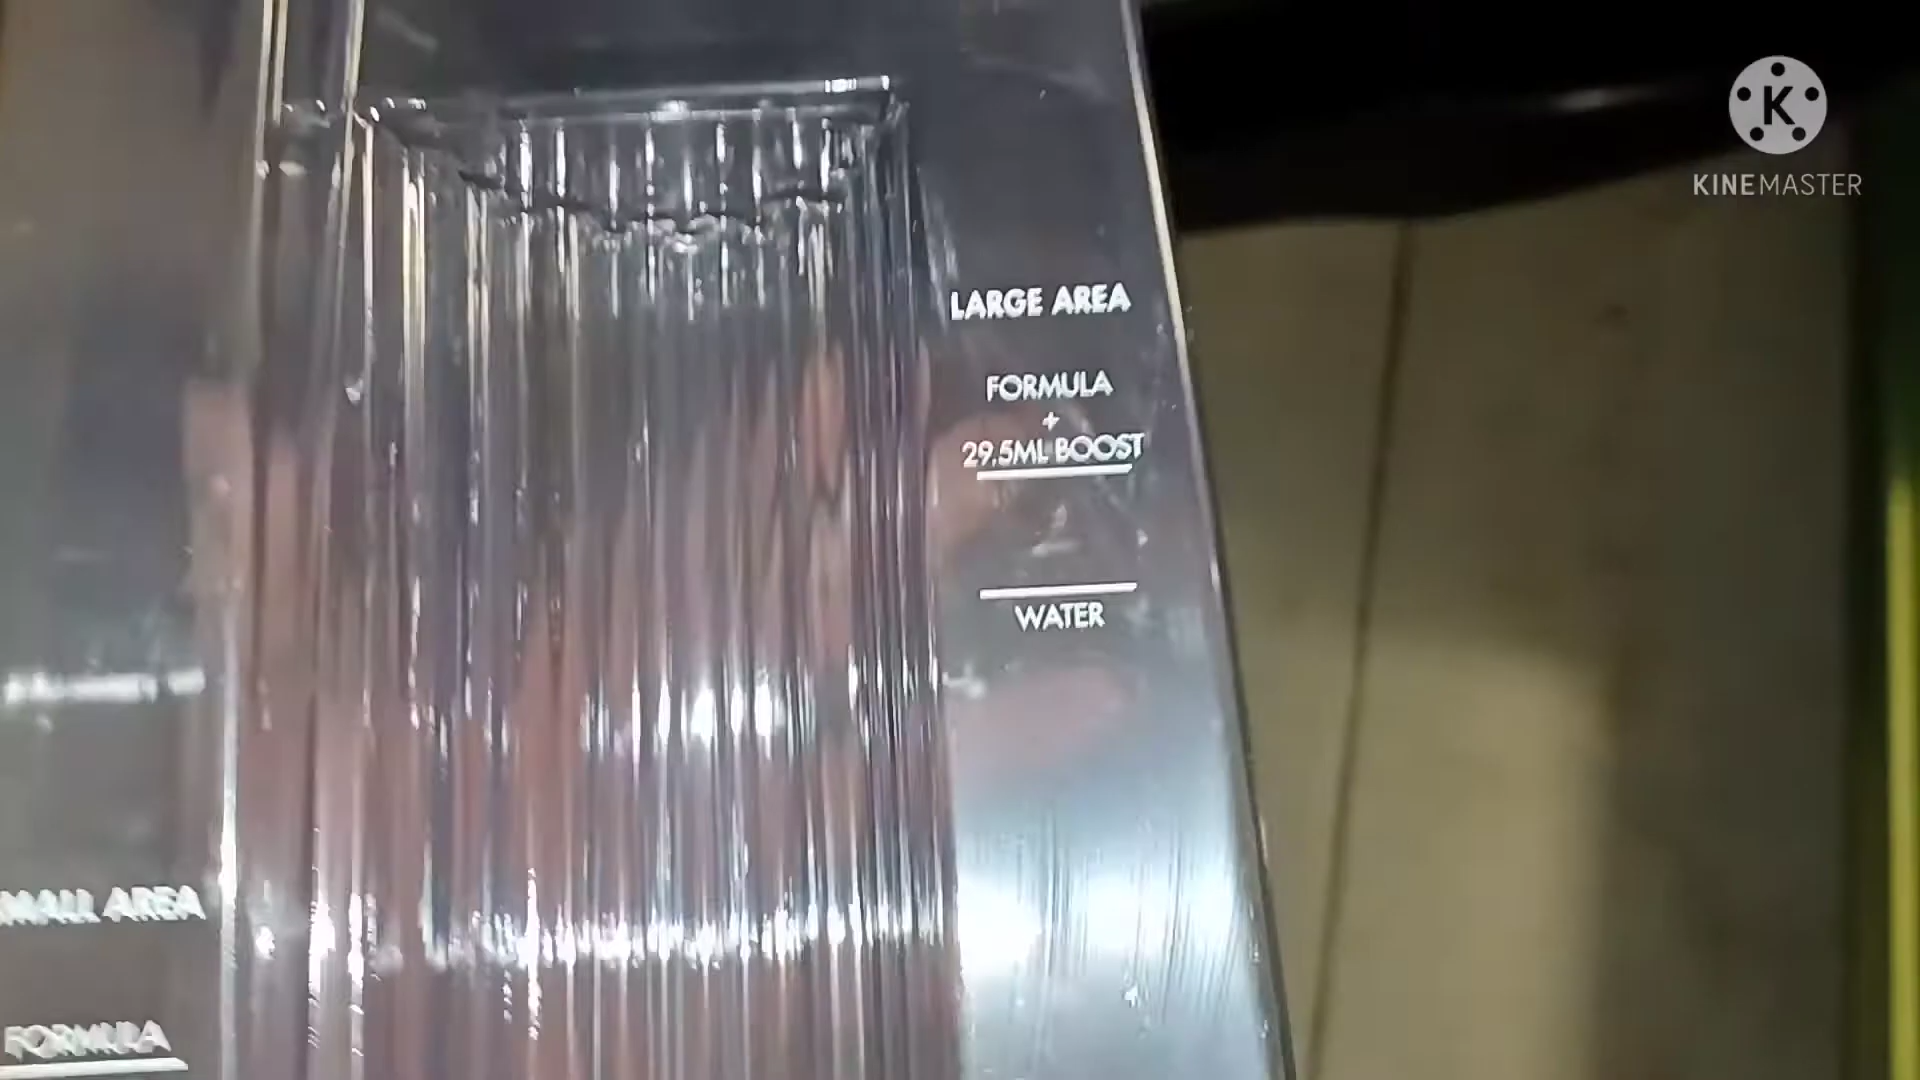 KINEMASTER
LARGE AREA
FORMULA
+
29.5ML BOOST
WATER
SMALL AREA
FORMULA